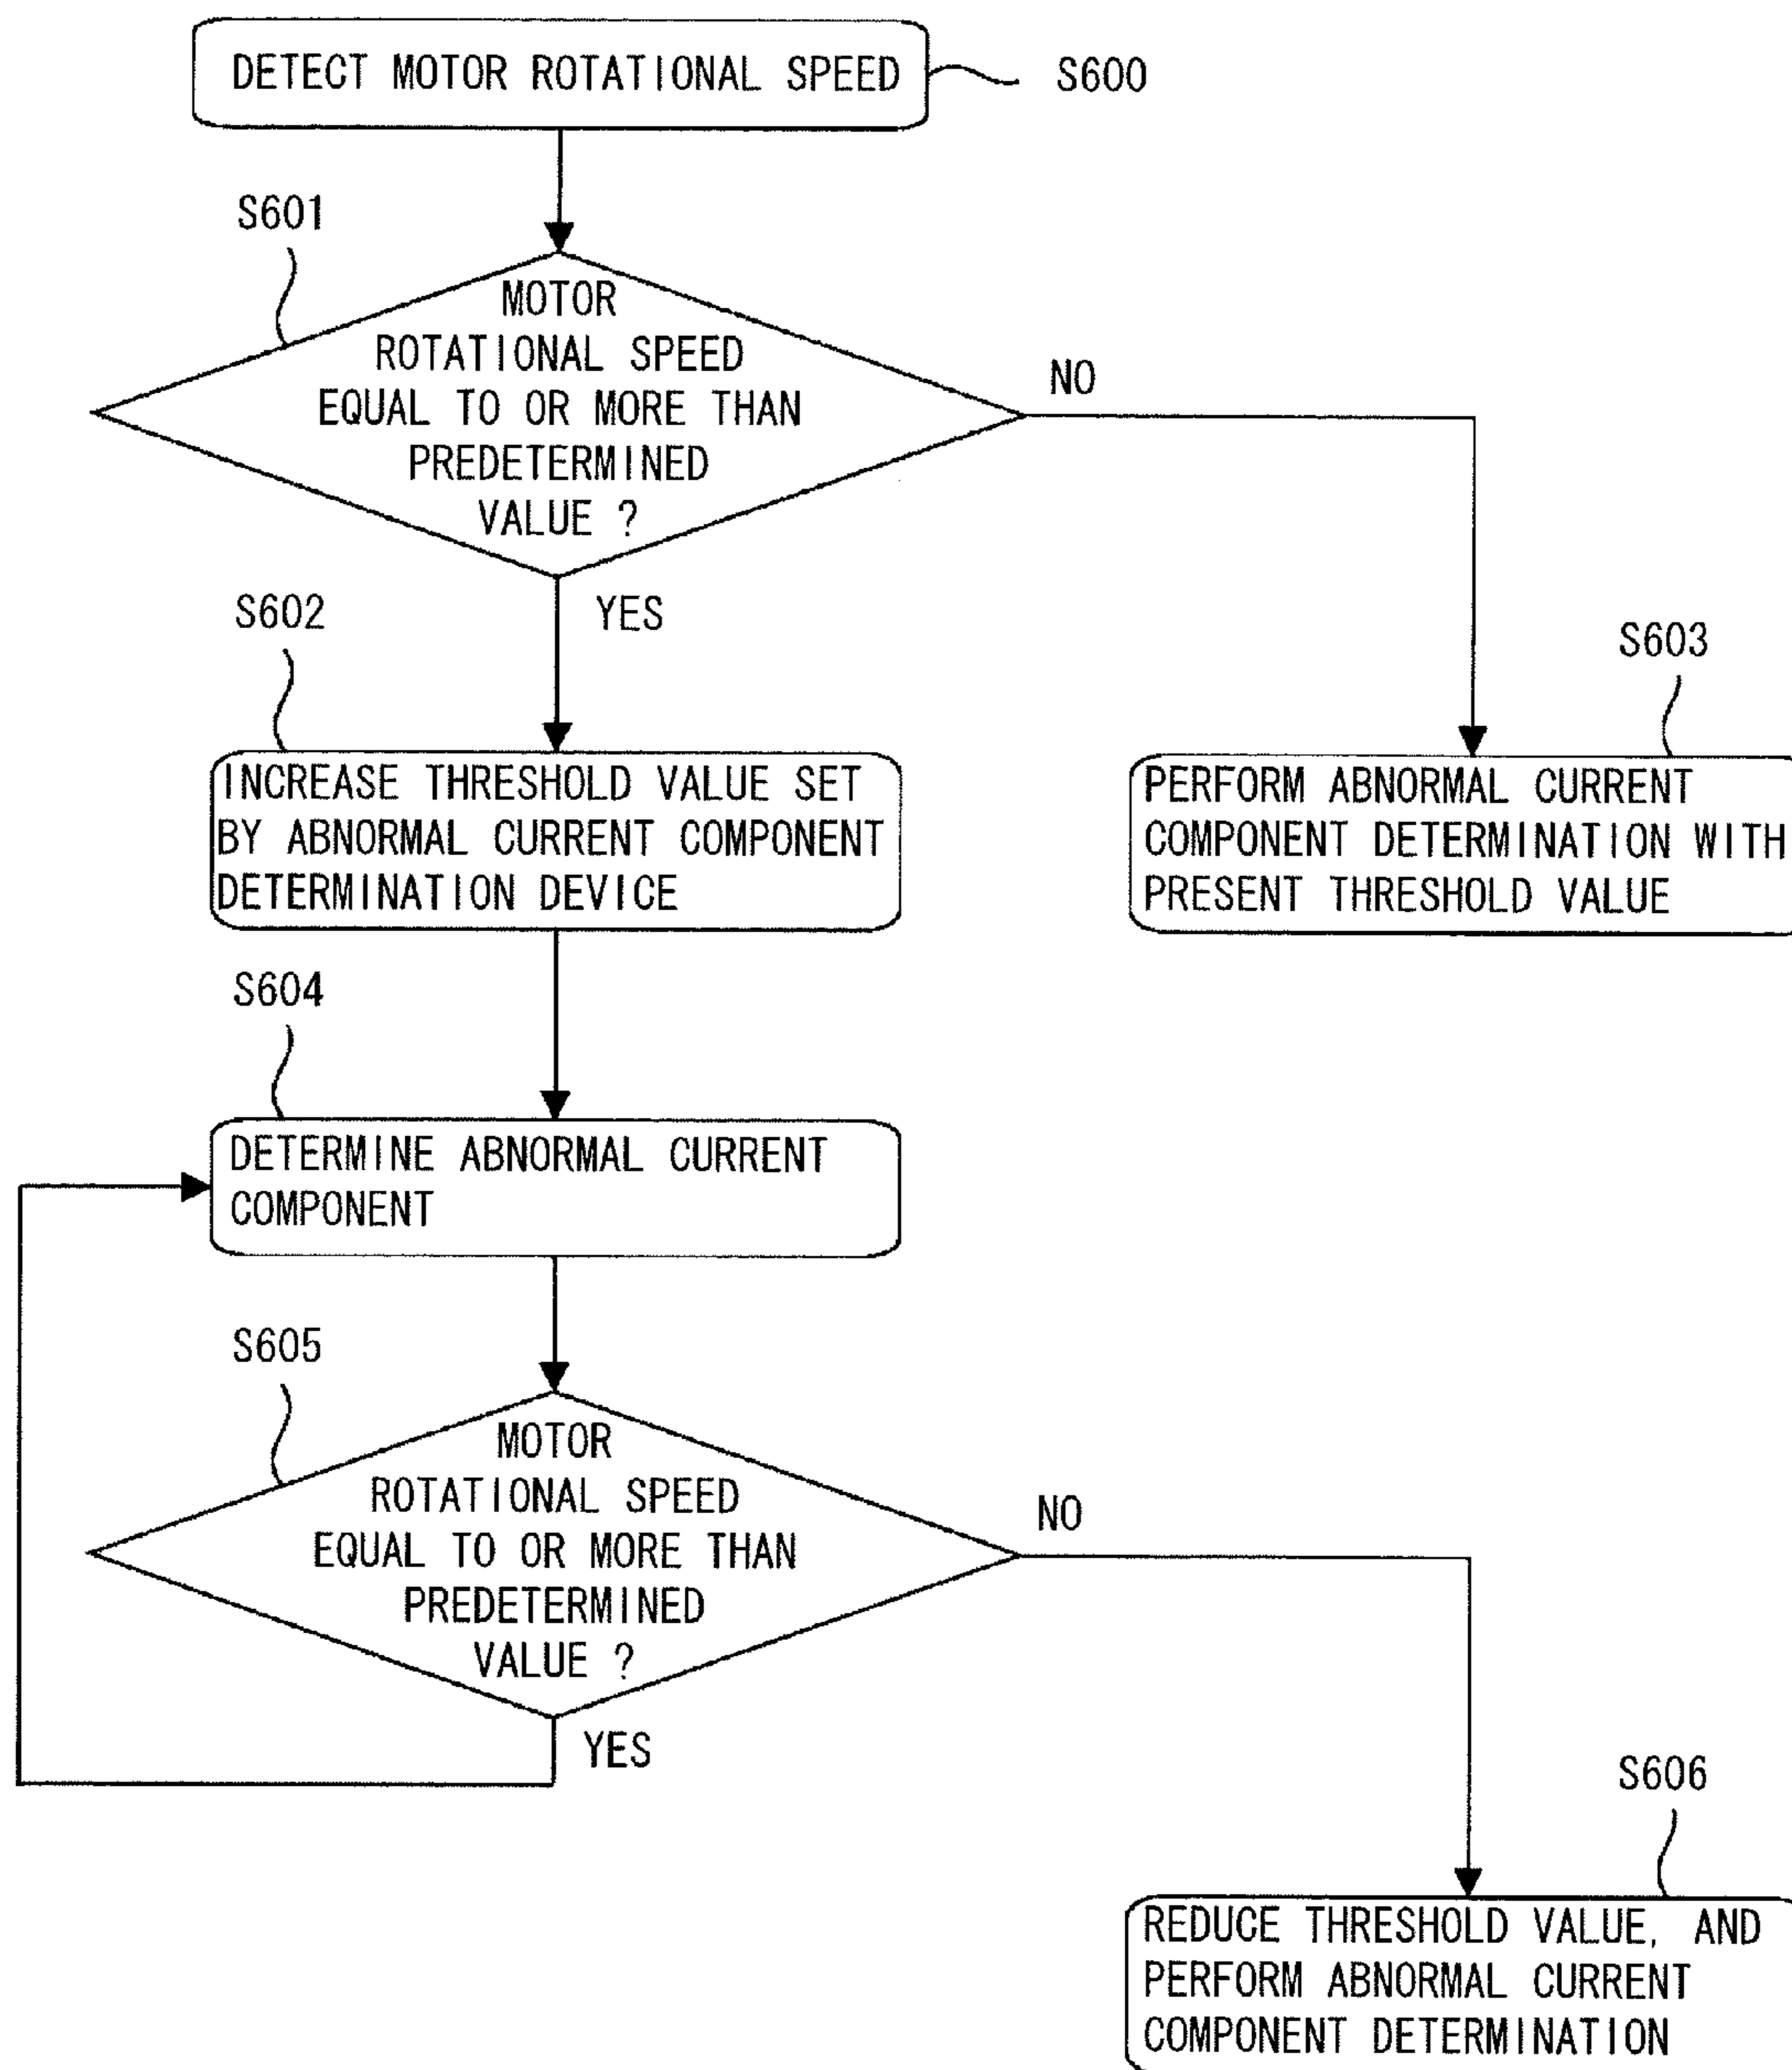 DETECT MOTOR ROTATIONAL SPEED
S600
S601
MOTOR
ROTATIONAL SPEED
EQUAL TO OR MORE THAN
PREDETERMINED
VALUE ?
NO
YES
S602
INCREASE THRESHOLD VALUE SET
BY ABNORMAL CURRENT COMPONENT
DETERMINATION DEVICE
S603
PERFORM ABNORMAL CURRENT
COMPONENT DETERMINATION WITH
PRESENT THRESHOLD VALUE
S604
DETERMINE ABNORMAL CURRENT
COMPONENT
S605
MOTOR
ROTATIONAL SPEED
EQUAL TO OR MORE THAN
PREDETERMINED
VALUE ?
NO
YES
S606
REDUCE THRESHOLD VALUE, AND
PERFORM ABNORMAL CURRENT
COMPONENT DETERMINATION